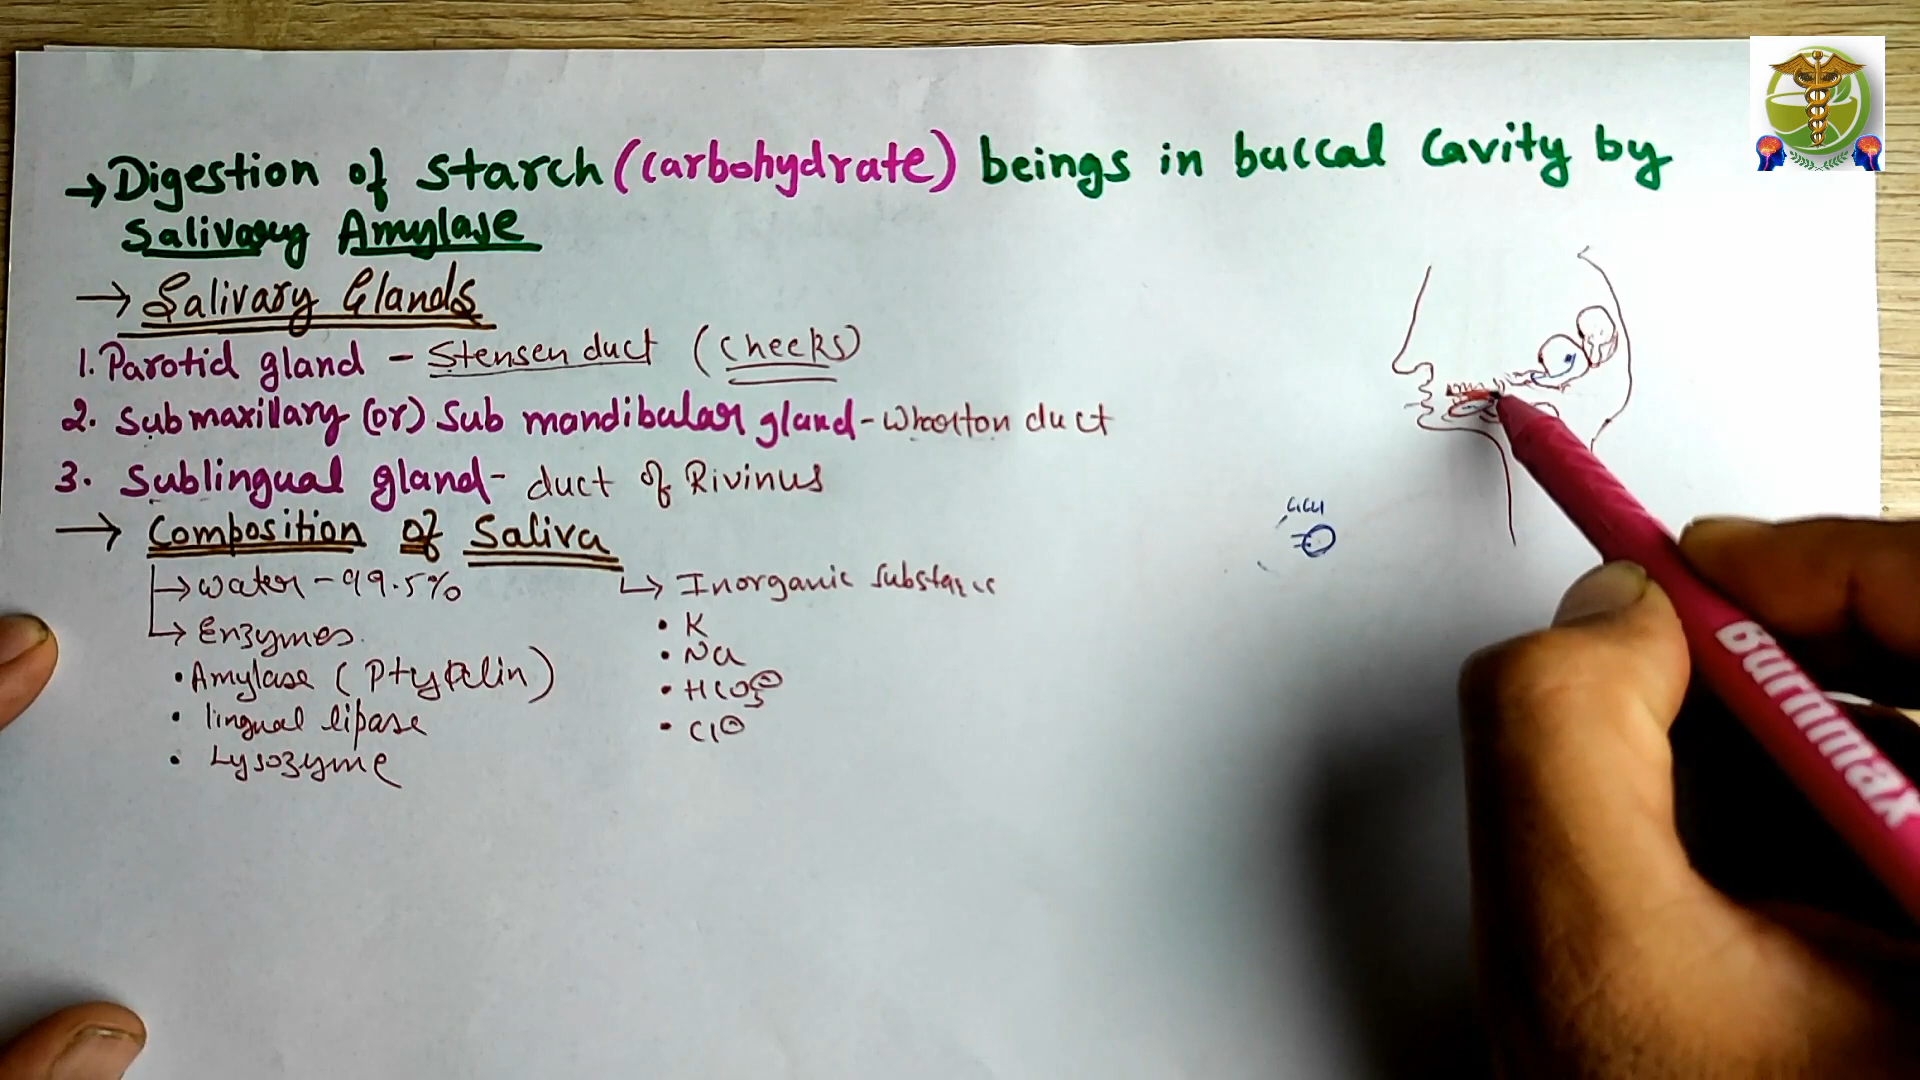 → Digestion of starch (carbohydrate) beings in buccal cavity by
Salivary Amylase
→ Salivary Glands
1. Parotid gland - Stensen duct (cheeks)
2. Sub maxillary (or) Sub mandibular gland - Wharton duct
3. Sublingual gland - duct of Rivinus
→ Composition of Saliva
→ water - 99.5%
→ Enzymes.
• Amylase (Ptyalin)
• lingual lipase
• Lysozyme
→ Inorganic substance
• K
• Na
• HCO3⊖
• Cl⊖
Burnmax